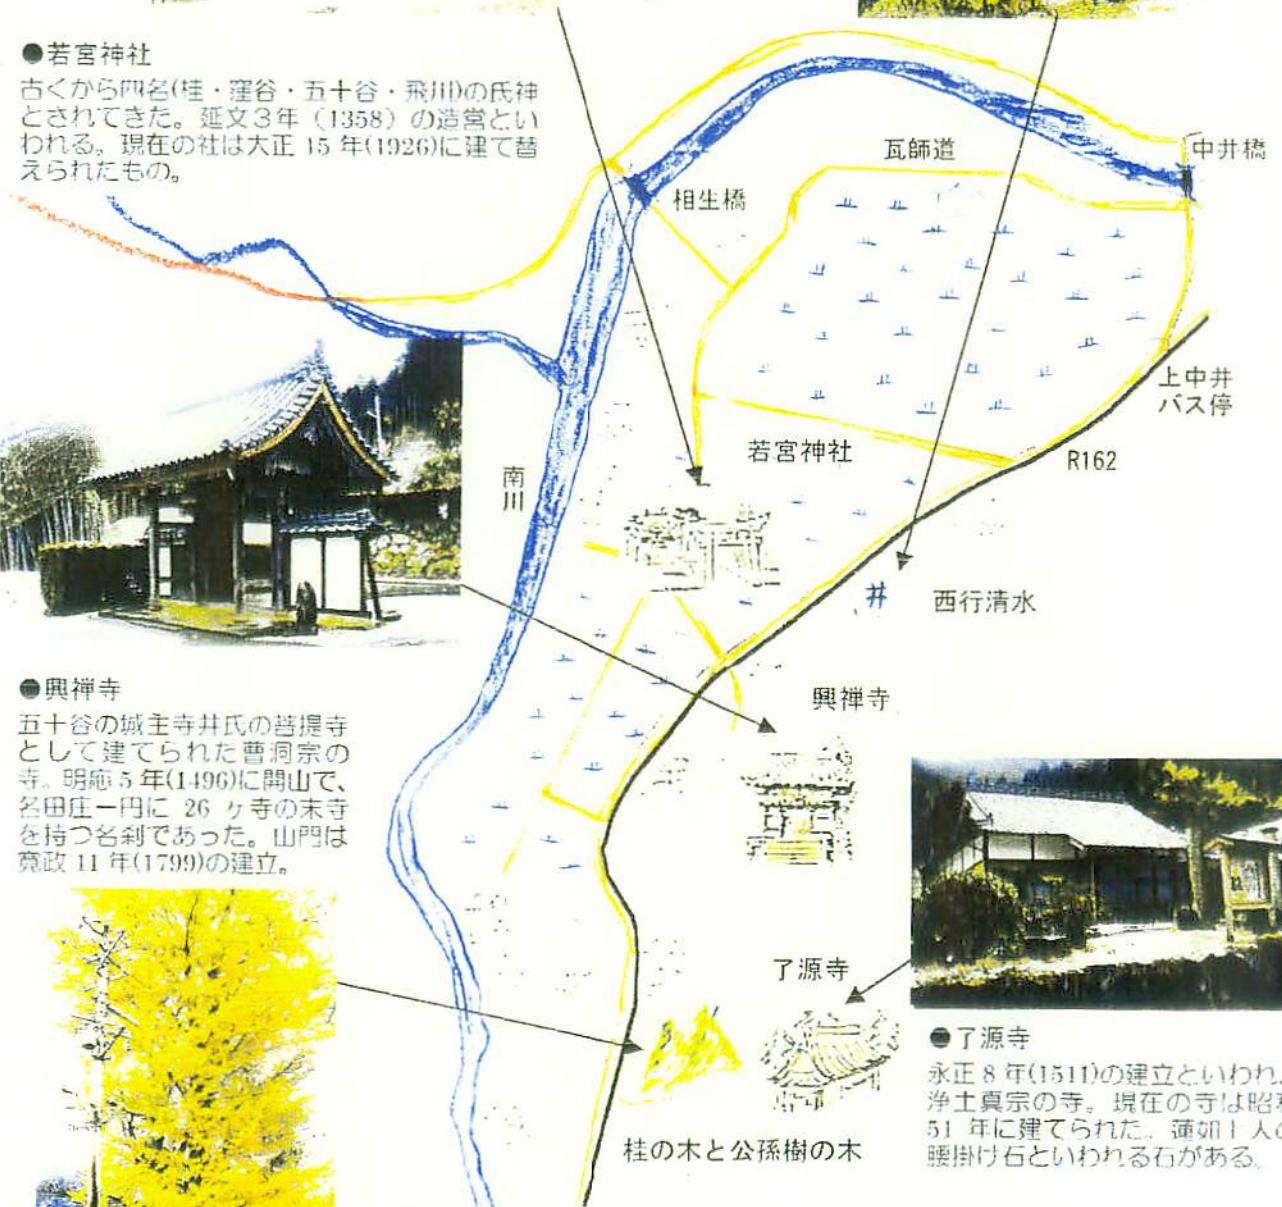 ●若宮神社
古くから四名(桂・窪谷・五十谷・飛川)の氏神
とされてきた。延文3年（1358）の造営とい
われる。現在の社は大正 15 年(1926)に建て替
えられたもの。
瓦師道
中井橋
相生橋
上中井
バス停
若宮神社
R162
南川
井
西行清水
●興禅寺
五十谷の城主寺井氏の菩提寺
として建てられた曹洞宗の
寺。明応 5 年(1496)に開山で、
名田庄一円に 26 ヶ寺の末寺
を持つ名刹であった。山門は
寛政 11 年(1799)の建立。
興禅寺
了源寺
●了源寺
永正 8 年(1511)の建立といわれ
浄土真宗の寺。現在の寺は昭
51 年に建てられた。蓮如上人
腰掛け石といわれる石がある。
桂の木と公孫樹の木